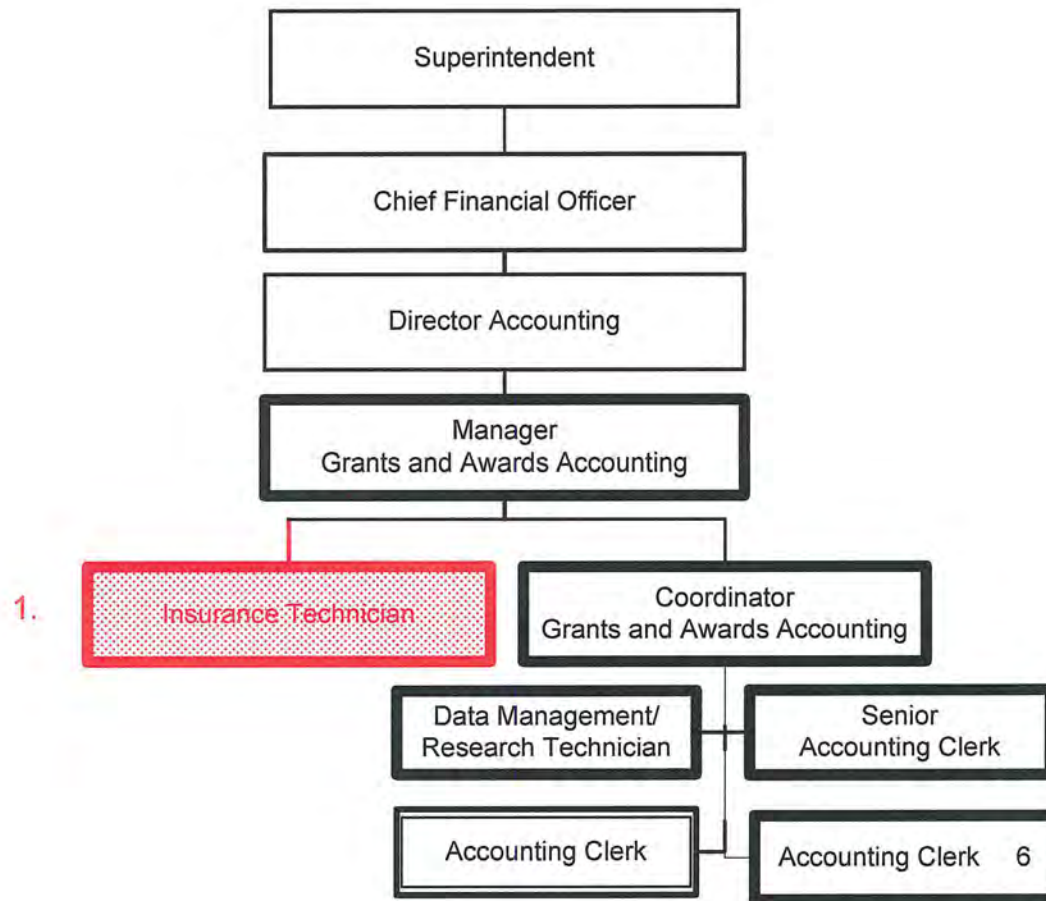 Superintendent
Chief Financial Officer
Director Accounting
Manager
Grants and Awards Accounting
1.
Insurance Technician
Coordinator
Grants and Awards Accounting
Data Management/
Research Technician
Senior
Accounting Clerk
Accounting Clerk
Accounting Clerk 6